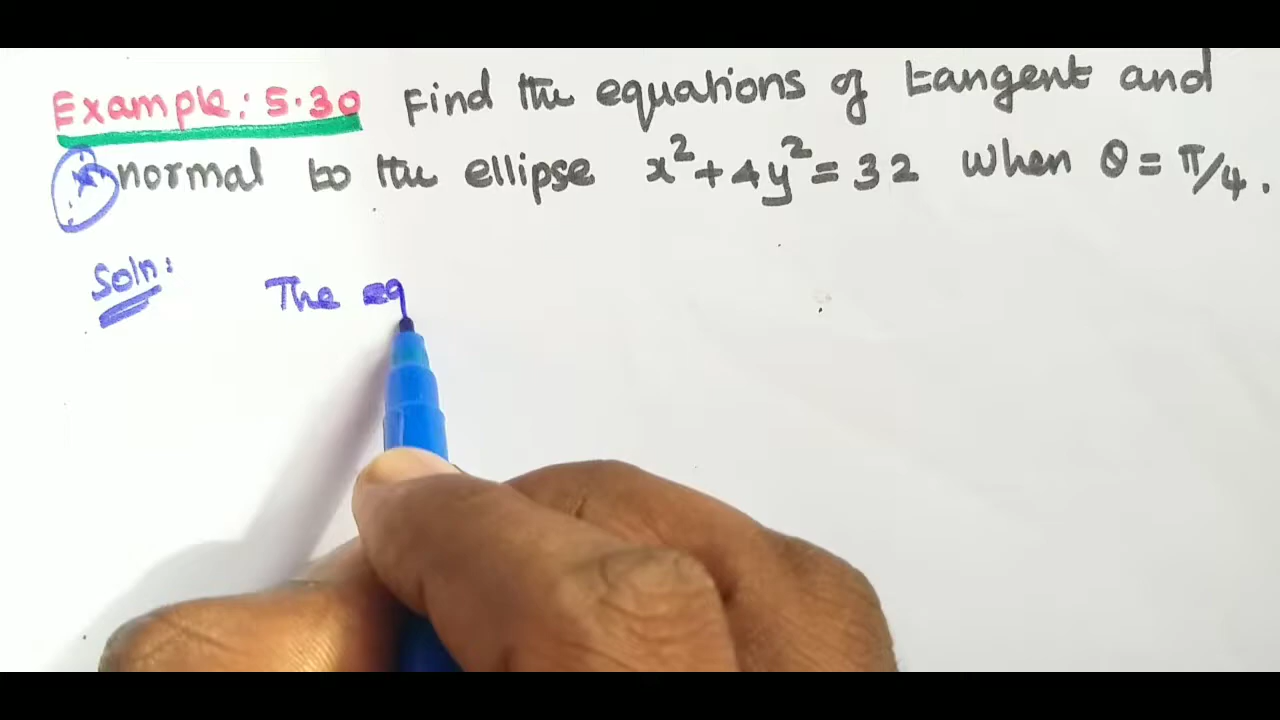 Example: 5.30 Find the equations of tangent and
normal to the ellipse x²+4y²=32 when θ=π/4.
Soln: The eq